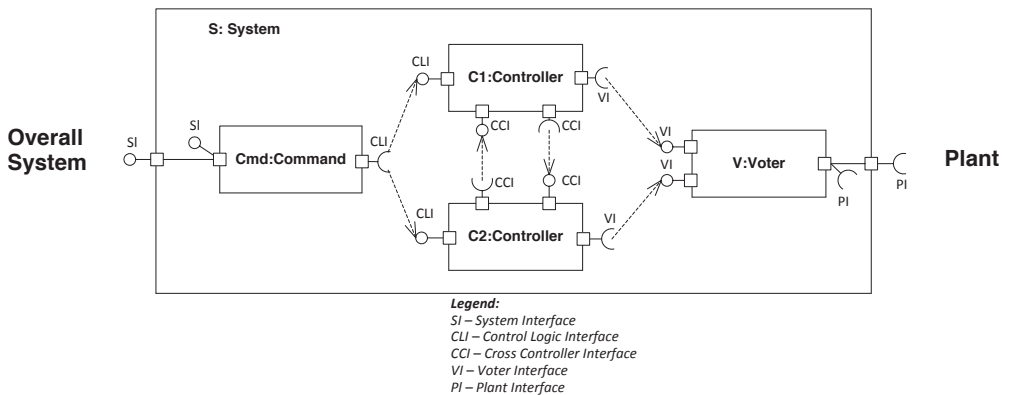 S: System
Overall
System
SI
SI
Cmd:Command
CLI
CLI
C1:Controller
VI
CCI
CCI
CCI
CCI
CLI
C2:Controller
VI
VI
VI
V:Voter
PI
PI
Plant
Legend:
SI – System Interface
CLI – Control Logic Interface
CCI – Cross Controller Interface
VI – Voter Interface
PI – Plant Interface